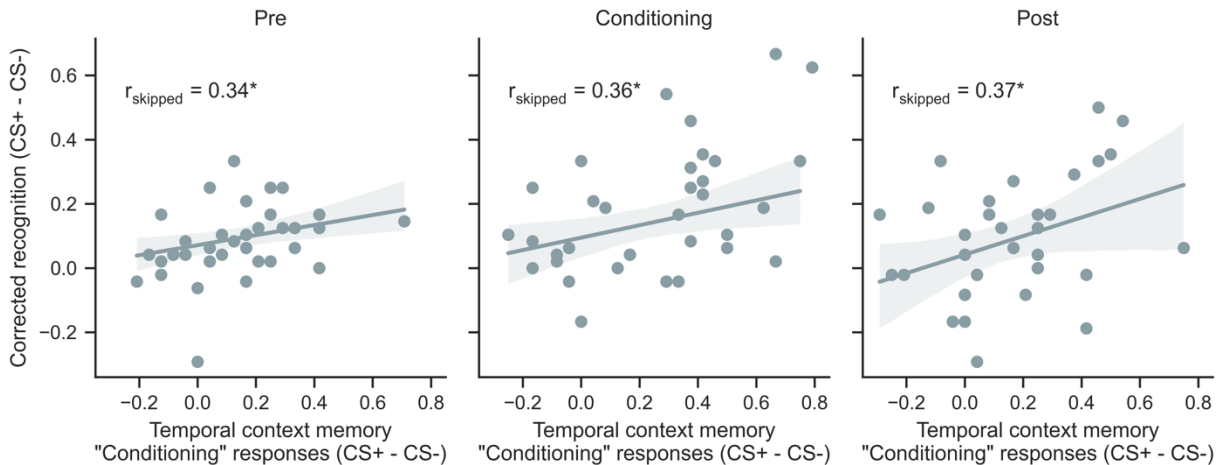 Pre
Conditioning
Post
Corrected recognition (CS+ - CS-)
r_skipped = 0.34*
r_skipped = 0.36*
r_skipped = 0.37*
0.6
0.4
0.2
0.0
−0.2
−0.2 0.0 0.2 0.4 0.6 0.8
−0.2 0.0 0.2 0.4 0.6 0.8
−0.2 0.0 0.2 0.4 0.6 0.8
Temporal context memory
"Conditioning" responses (CS+ - CS-)
Temporal context memory
"Conditioning" responses (CS+ - CS-)
Temporal context memory
"Conditioning" responses (CS+ - CS-)